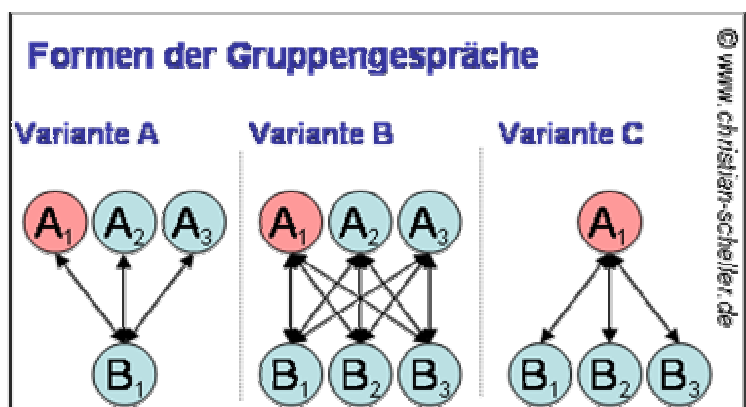 Formen der Gruppengespräche
© www.christian-scheller.de
Variante A
Variante B
Variante C
A1 A2 A3
A1 A2 A3
A1
B1
B1 B2 B3
B1 B2 B3